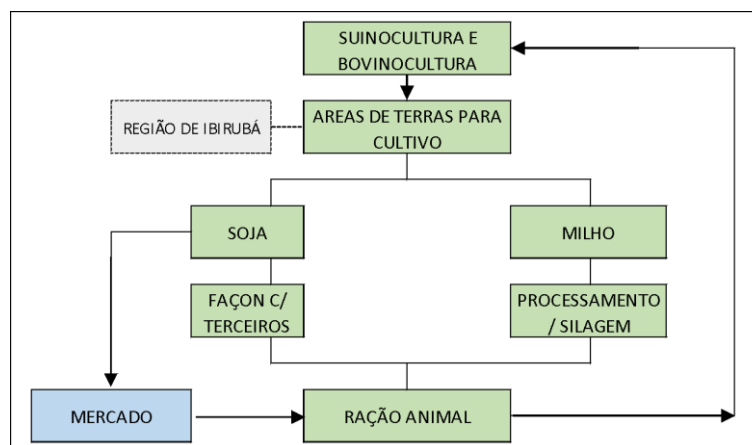 SUINOCULTURA E
BOVINOCULTURA
REGIÃO DE IBIRUBÁ
AREAS DE TERRAS PARA
CULTIVO
SOJA
MILHO
FAÇON C/
TERCEIROS
PROCESSAMENTO
/ SILAGEM
MERCADO
RAÇÃO ANIMAL